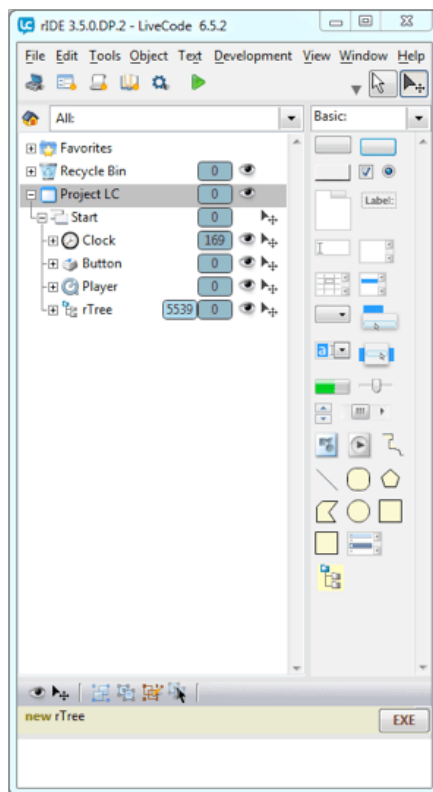 rIDE 3.5.0.DP.2 - LiveCode 6.5.2
File Edit Tools Object Text Development View Window Help
All:
Basic:
Favorites
Recycle Bin 0
Project LC 0
Start 0
Clock 169
Button 0
Player 0
rTree 5539 0
Label:
new rTree
EXE